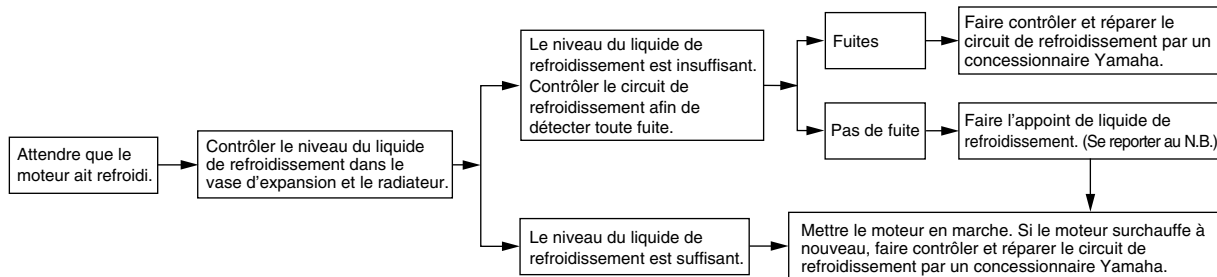 Attendre que le
moteur ait refroidi.
Contrôler le niveau du liquide
de refroidissement dans le
vase d’expansion et le radiateur.
Le niveau du liquide de
refroidissement est insuffisant.
Contrôler le circuit de
refroidissement afin de
détecter toute fuite.
Fuites
Faire contrôler et réparer le
circuit de refroidissement par un
concessionnaire Yamaha.
Pas de fuite
Faire l’appoint de liquide de
refroidissement. (Se reporter au N.B.)
Le niveau du liquide de
refroidissement est suffisant.
Mettre le moteur en marche. Si le moteur surchauffe à
nouveau, faire contrôler et réparer le circuit de
refroidissement par un concessionnaire Yamaha.